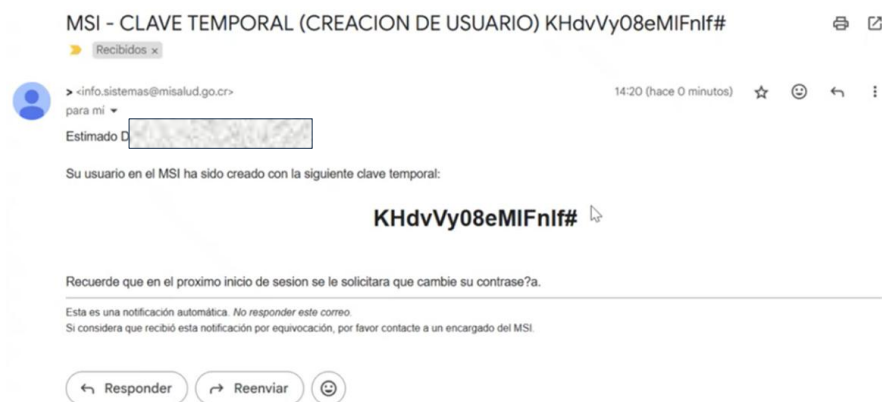 MSI - CLAVE TEMPORAL (CREACION DE USUARIO) KHdvVy08eMIFnIf#
Recibidos ×
> <info.sistemas@misalud.go.cr>
14:20 (hace 0 minutos)
para mí
Estimado D
Su usuario en el MSI ha sido creado con la siguiente clave temporal:
KHdvVy08eMIFnIf#
Recuerde que en el proximo inicio de sesion se le solicitara que cambie su contrase?a.
Esta es una notificación automática. No responder este correo.
Si considera que recibió esta notificación por equivocación, por favor contacte a un encargado del MSI.
Responder
Reenviar